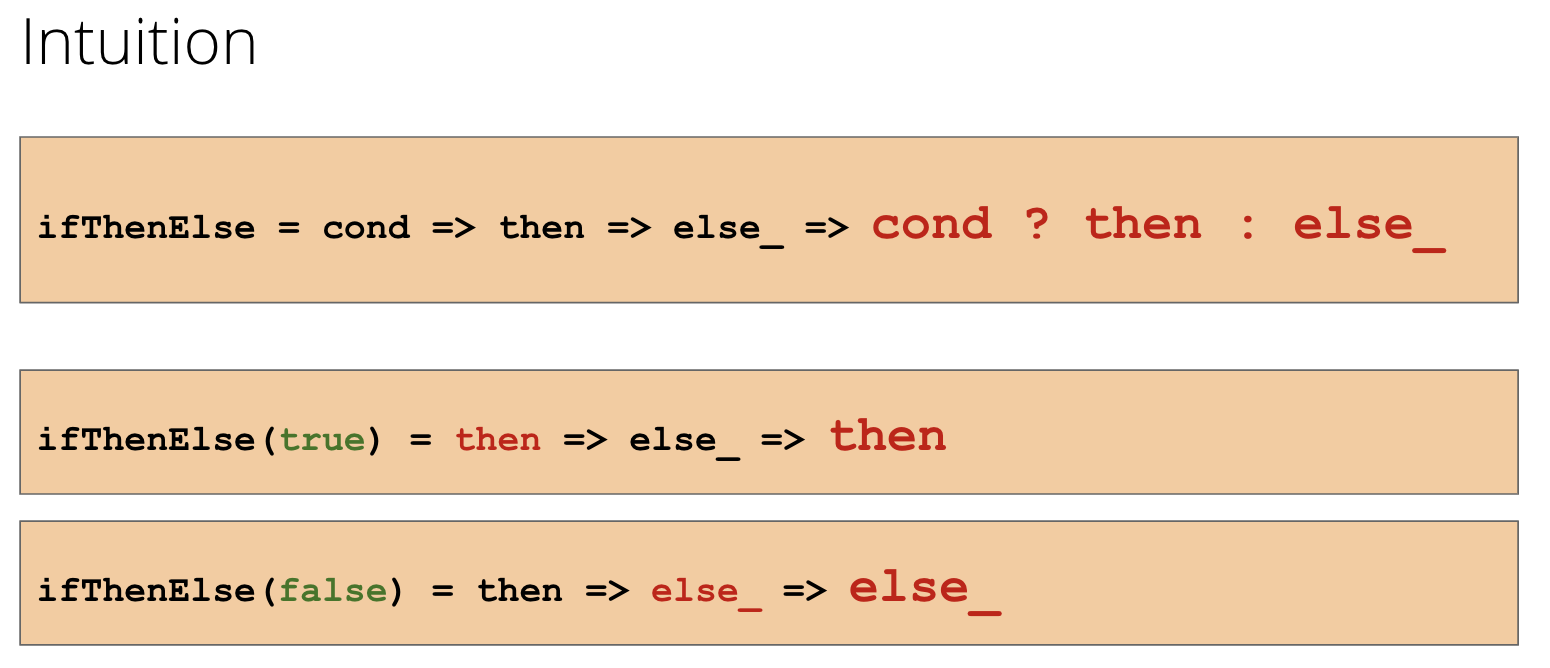 Intuition
ifThenElse = cond => then => else_ => cond ? then : else_
ifThenElse(true) = then => else_ => then
ifThenElse(false) = then => else_ => else_